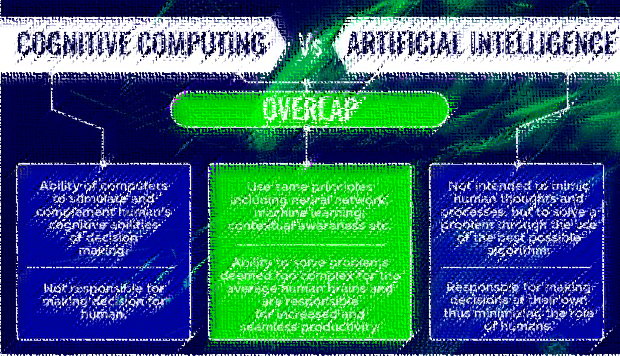 COGNITIVE COMPUTING Vs ARTIFICIAL INTELLIGENCE
OVERLAP
Ability of computers
to stimulate and
complement human's
cognitive abilities
of decision
making.
Not responsible for
making decision for
human.
Use same principles
including neural network,
machine learning,
contextual awareness etc.
Ability to solve problems
deemed too complex for the
average human brains and
are responsible
for increased and
seamless productivity.
Not intended to mimic
human thoughts and
processes, but to solve a
problem through the use
of the best possible
algorithm.
Responsible for making
decisions of their own
thus minimizing the role
of humans.